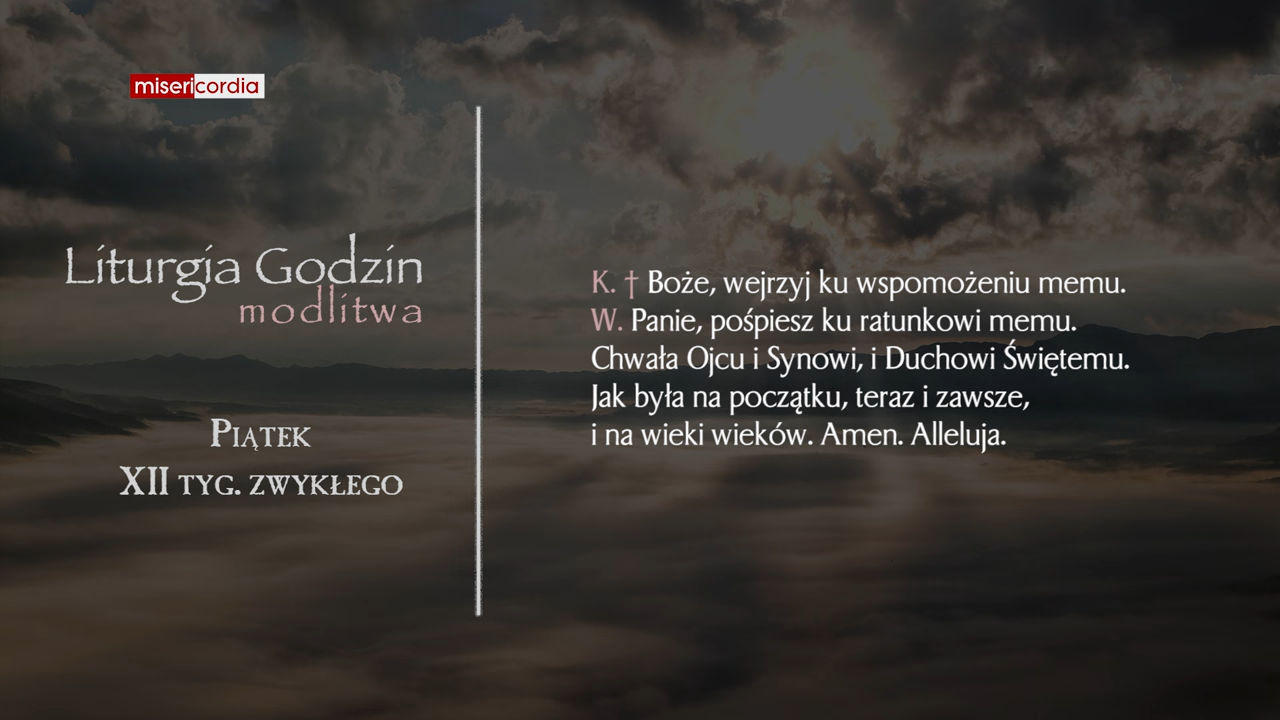 misericordia
Liturgia Godzin
modlitwa
Piątek
XII tyg. zwykłego
K. † Boże, wejrzyj ku wspomożeniu memu.
W. Panie, pośpiesz ku ratunkowi memu.
Chwała Ojcu i Synowi, i Duchowi Świętemu.
Jak była na początku, teraz i zawsze,
i na wieki wieków. Amen. Alleluja.